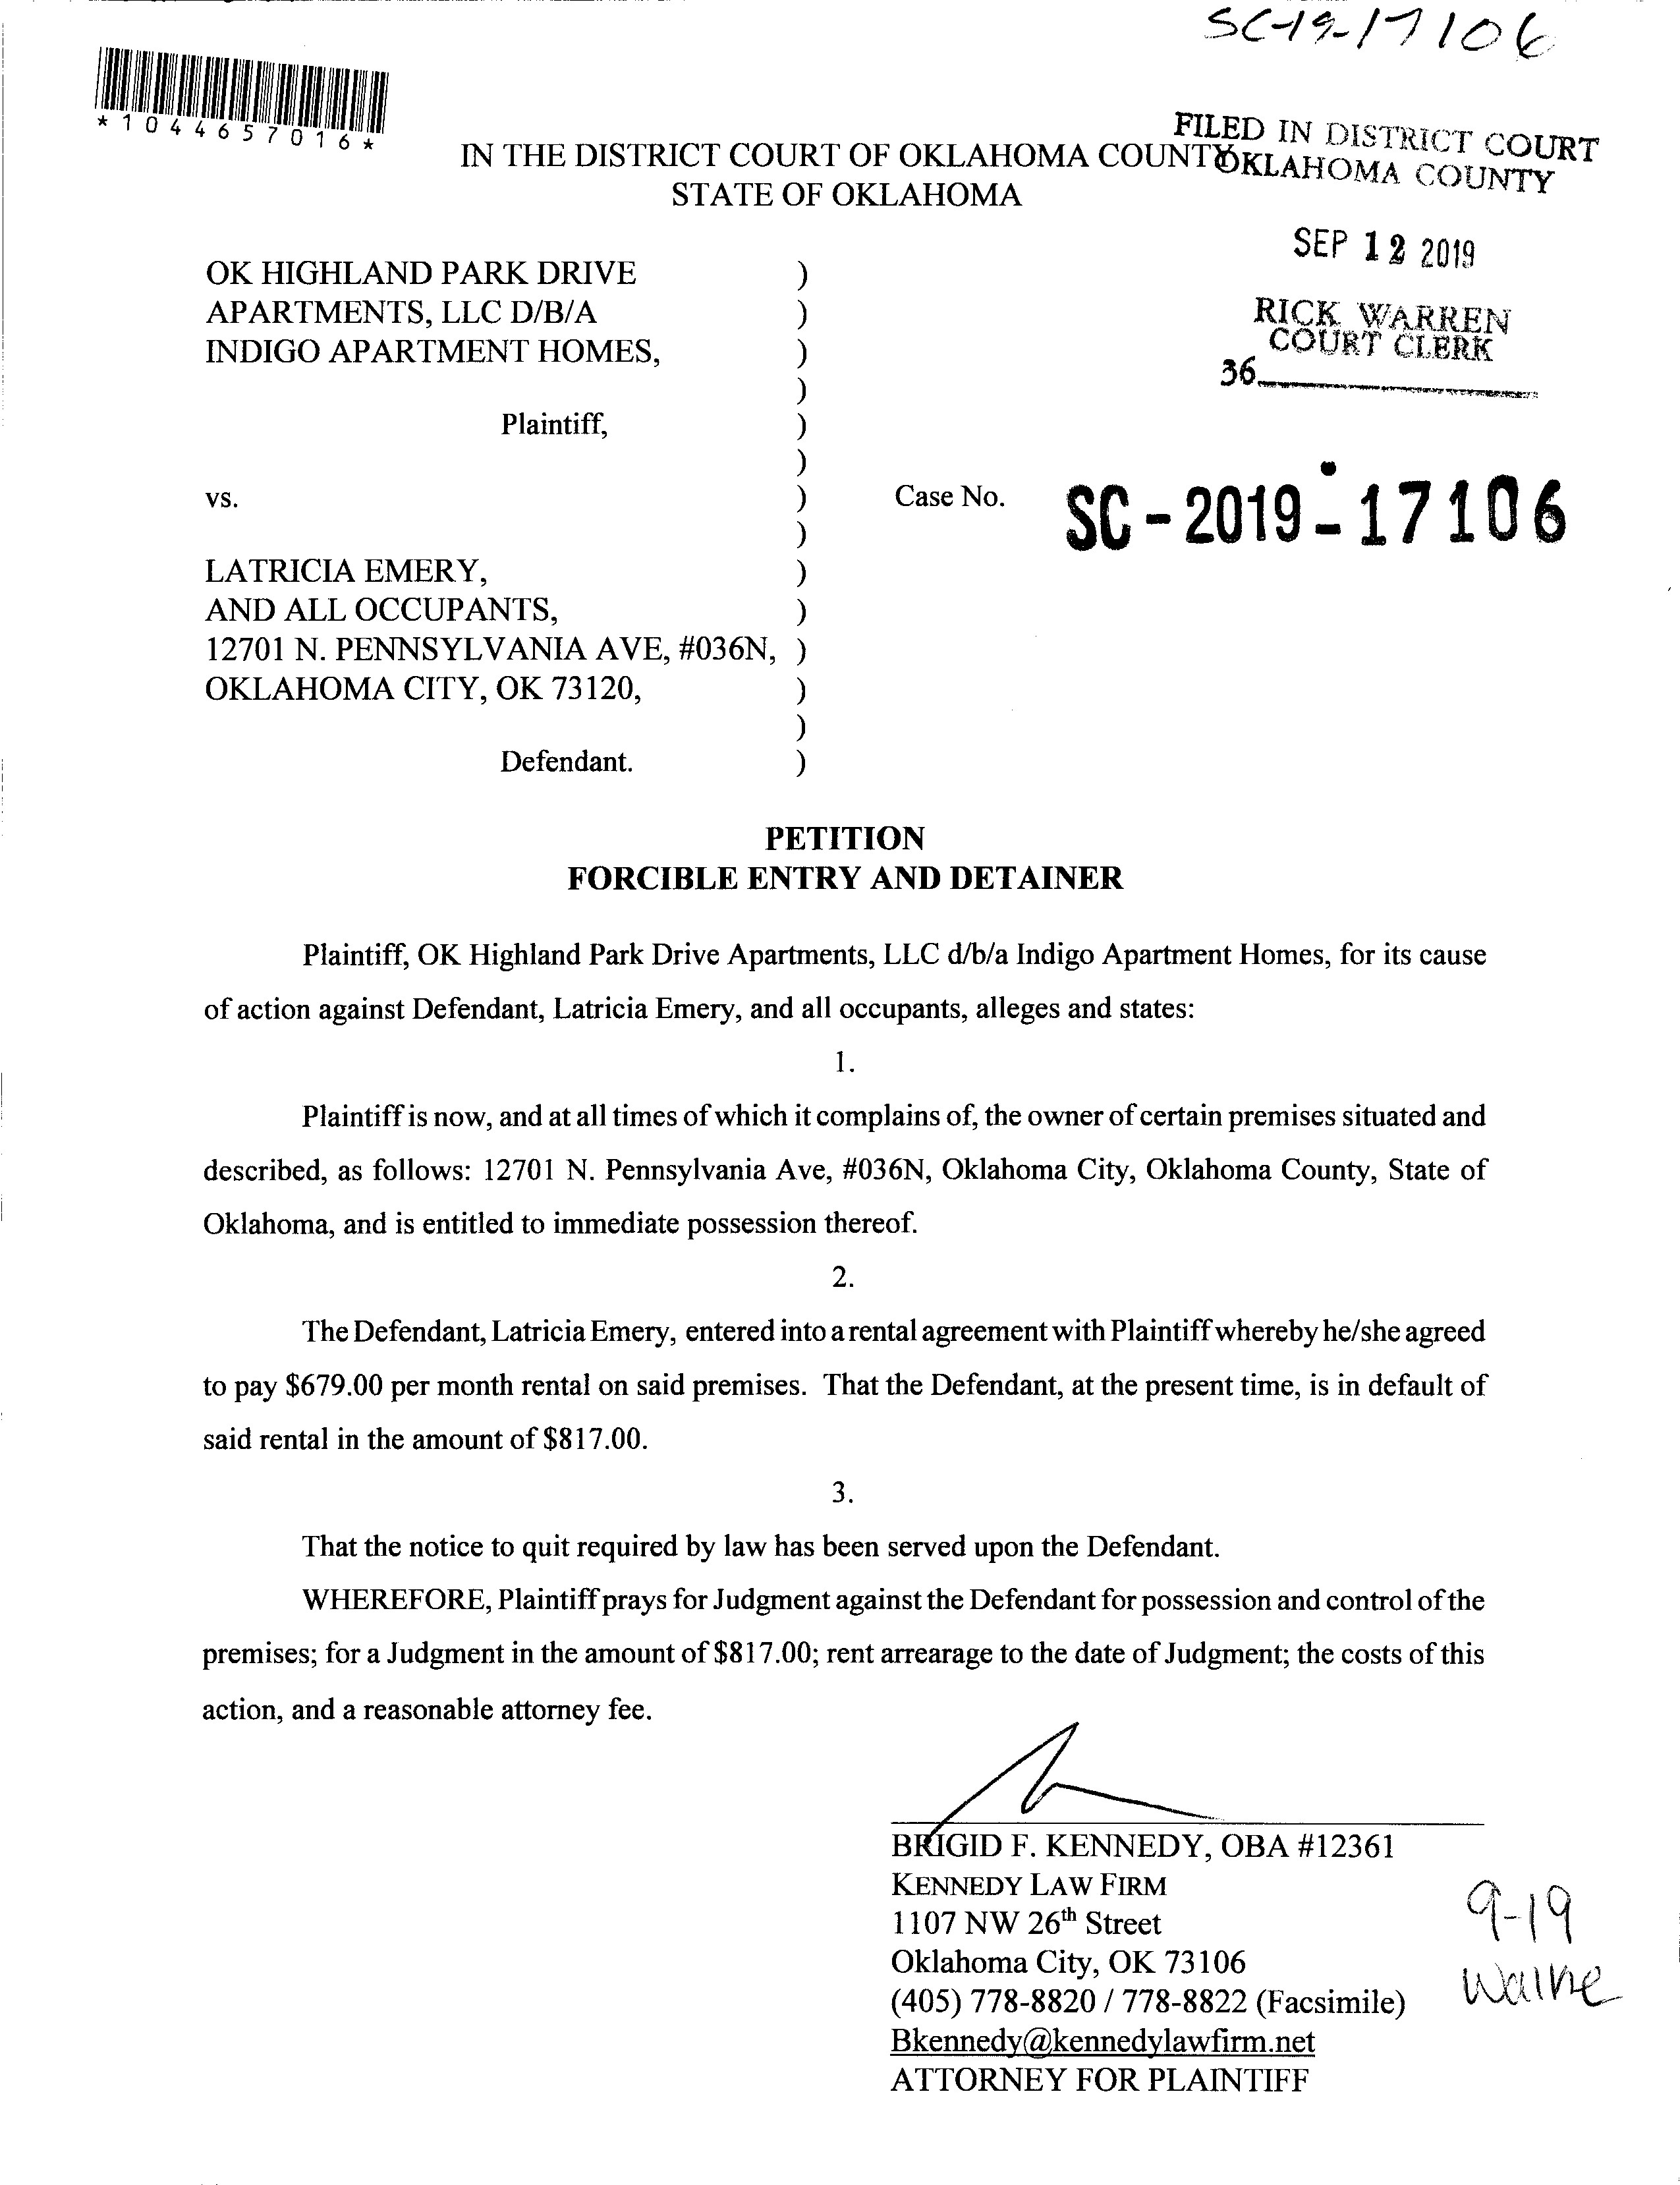 SC-19-17106
*1044657016*
FILED IN DISTRICT COURT
OKLAHOMA COUNTY
IN THE DISTRICT COURT OF OKLAHOMA COUNTY
STATE OF OKLAHOMA
SEP 12 2019
RICK WARREN
COURT CLERK
36
OK HIGHLAND PARK DRIVE )
APARTMENTS, LLC D/B/A )
INDIGO APARTMENT HOMES, )
)
Plaintiff, )
)
vs. ) Case No. SC-2019-17106
)
LATRICIA EMERY, )
AND ALL OCCUPANTS, )
12701 N. PENNSYLVANIA AVE, #036N, )
OKLAHOMA CITY, OK 73120, )
)
Defendant. )
PETITION
FORCIBLE ENTRY AND DETAINER
Plaintiff, OK Highland Park Drive Apartments, LLC d/b/a Indigo Apartment Homes, for its cause
of action against Defendant, Latricia Emery, and all occupants, alleges and states:
1.
Plaintiff is now, and at all times of which it complains of, the owner of certain premises situated and
described, as follows: 12701 N. Pennsylvania Ave, #036N, Oklahoma City, Oklahoma County, State of
Oklahoma, and is entitled to immediate possession thereof.
2.
The Defendant, Latricia Emery, entered into a rental agreement with Plaintiff whereby he/she agreed
to pay $679.00 per month rental on said premises. That the Defendant, at the present time, is in default of
said rental in the amount of $817.00.
3.
That the notice to quit required by law has been served upon the Defendant.
WHEREFORE, Plaintiff prays for Judgment against the Defendant for possession and control of the
premises; for a Judgment in the amount of $817.00; rent arrearage to the date of Judgment; the costs of this
action, and a reasonable attorney fee.
BRIGID F. KENNEDY, OBA #12361
KENNEDY LAW FIRM
1107 NW 26th Street
Oklahoma City, OK 73106
(405) 778-8820 / 778-8822 (Facsimile)
Bkennedy@kennedylawfirm.net
ATTORNEY FOR PLAINTIFF
9-19